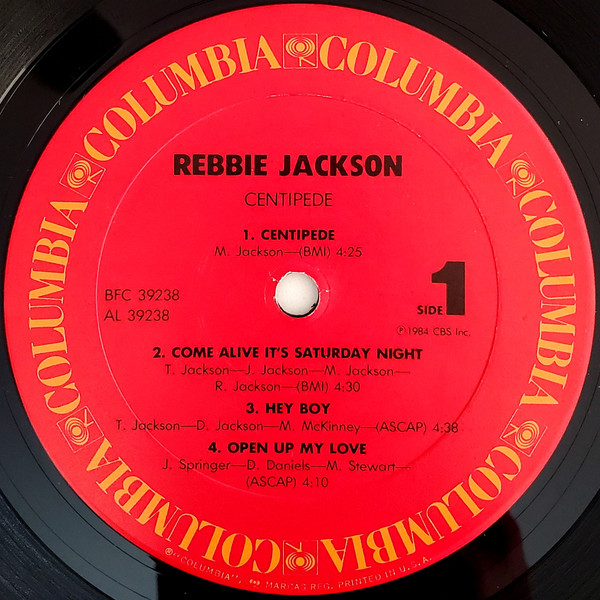 COLUMBIA COLUMBIA COLUMBIA COLUMBIA COLUMBIA COLUMBIA COLUMBIA COLUMBIA
REBBIE JACKSON
CENTIPEDE
1. CENTIPEDE
M. Jackson—(BMI) 4:25
BFC 39238
AL 39238
SIDE 1
℗1984 CBS Inc.
2. COME ALIVE IT'S SATURDAY NIGHT
T. Jackson—J. Jackson—M. Jackson—
R. Jackson—(BMI) 4:30
3. HEY BOY
T. Jackson—D. Jackson—M. McKinney—(ASCAP) 4:38
4. OPEN UP MY LOVE
J. Springer—D. Daniels—M. Stewart—
(ASCAP) 4:10
®"COLUMBIA", MARCAS REG. PRINTED IN U.S.A.